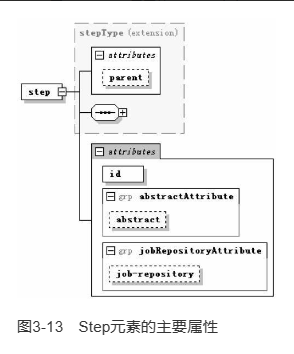 stepType (extension)
attributes
parent
step
attributes
id
grp abstractAttribute
abstract
grp jobRepositoryAttribute
job-repository
图3-13 Step元素的主要属性